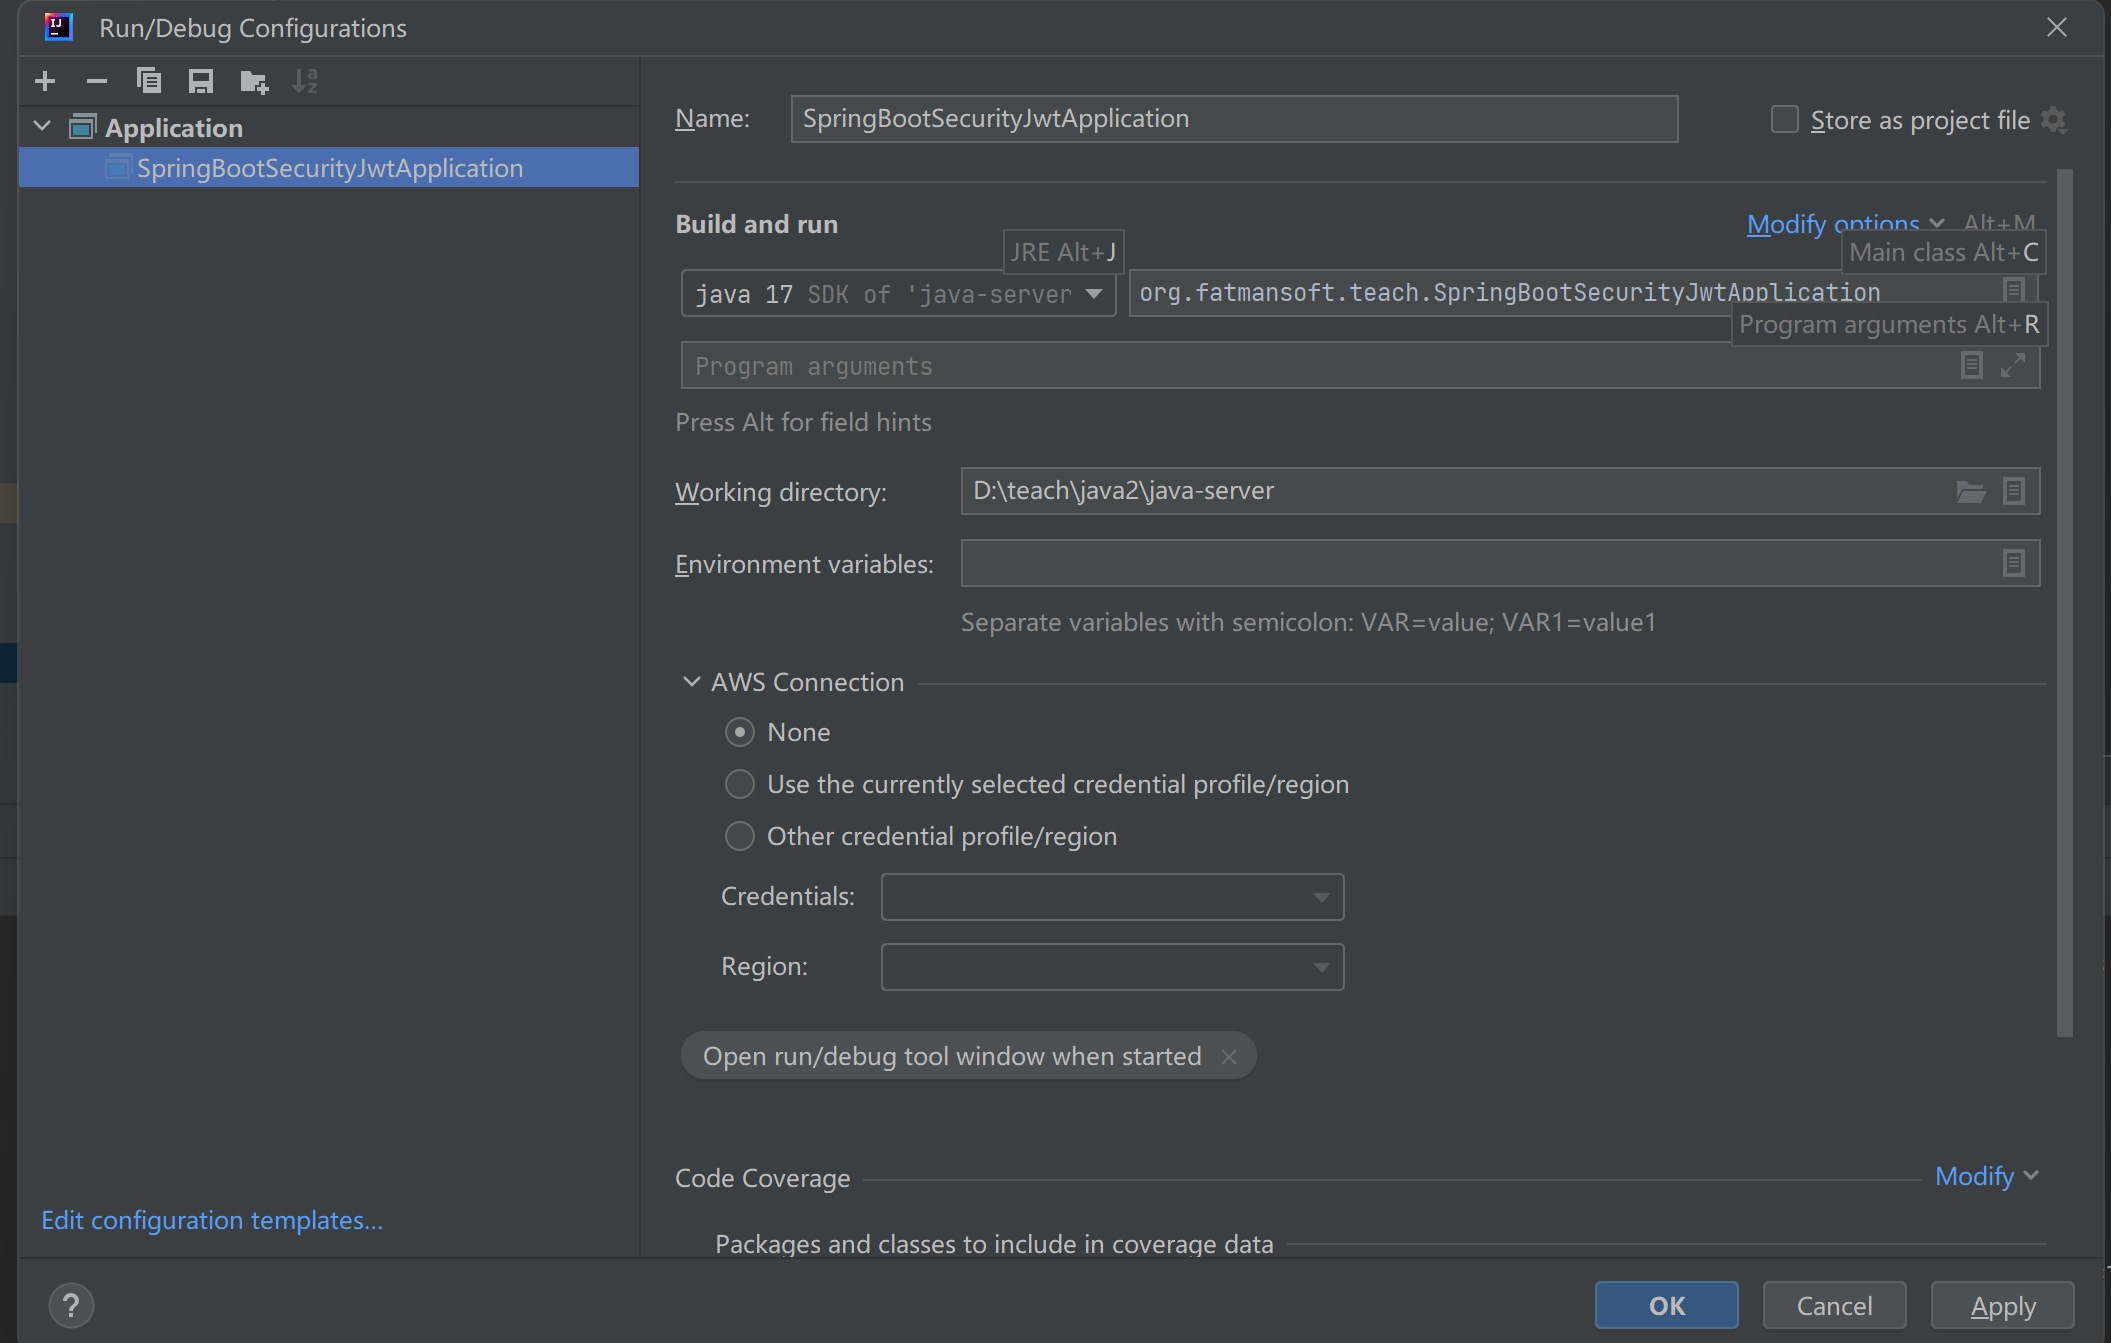 Run/Debug Configurations
Application
SpringBootSecurityJwtApplication
Edit configuration templates...
Name:
SpringBootSecurityJwtApplication
Store as project file
Build and run
Modify options
Alt+M
JRE Alt+J
Main class Alt+C
java 17 SDK of 'java-server
org.fatmansoft.teach.SpringBootSecurityJwtApplication
Program arguments Alt+R
Program arguments
Press Alt for field hints
Working directory:
D:\teach\java2\java-server
Environment variables:
Separate variables with semicolon: VAR=value; VAR1=value1
AWS Connection
None
Use the currently selected credential profile/region
Other credential profile/region
Credentials:
Region:
Open run/debug tool window when started
Code Coverage
Modify
Packages and classes to include in coverage data
?
OK
Cancel
Apply